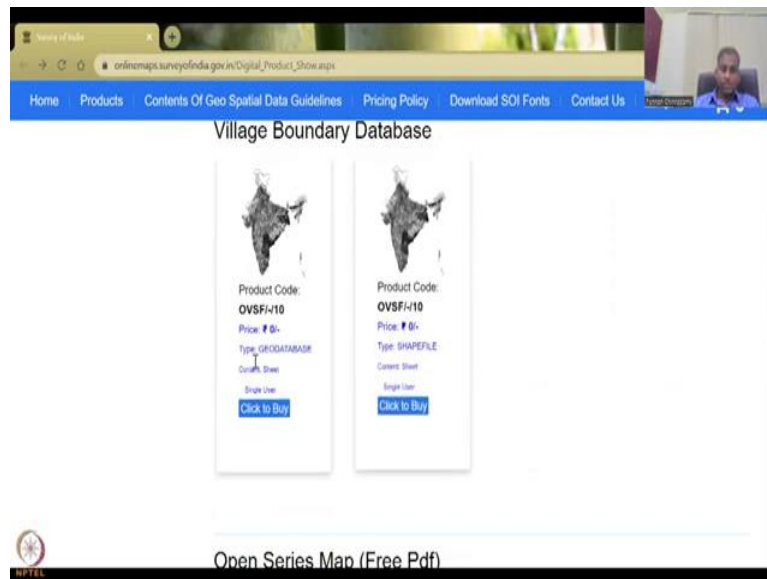 Survey of India
onlinemaps.surveyofindia.gov.in/Digital_Product_Show.aspx
Home Products Contents Of Geo Spatial Data Guidelines Pricing Policy Download SOI Fonts Contact Us
Village Boundary Database
Product Code:
OVSF/-/10
Price: ₹ 0/-
Type: GEODATABASE
Content: Sheet
Single User
Click to Buy
Product Code:
OVSF/-/10
Price: ₹ 0/-
Type: SHAPEFILE
Content: Sheet
Single User
Click to Buy
Open Series Map (Free Pdf)
NPTEL